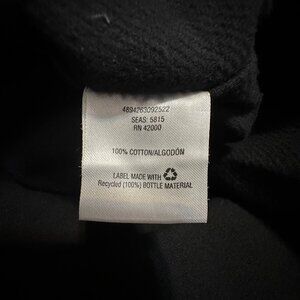 4894263092522
SEAS: 5815
RN 42000
100% COTTON/ALGODÓN
LABEL MADE WITH
Recycled (100%) BOTTLE MATERIAL